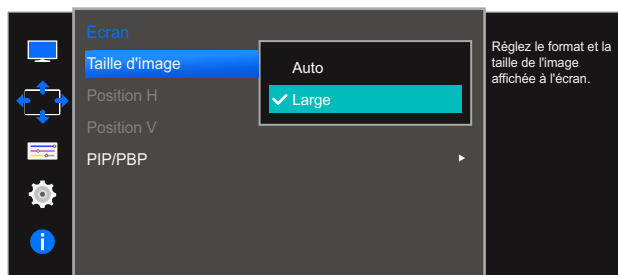 Ecran
Taille d'image
Auto
Large
Position H
Position V
PIP/PBP
Réglez le format et la
taille de l'image
affichée à l'écran.
i